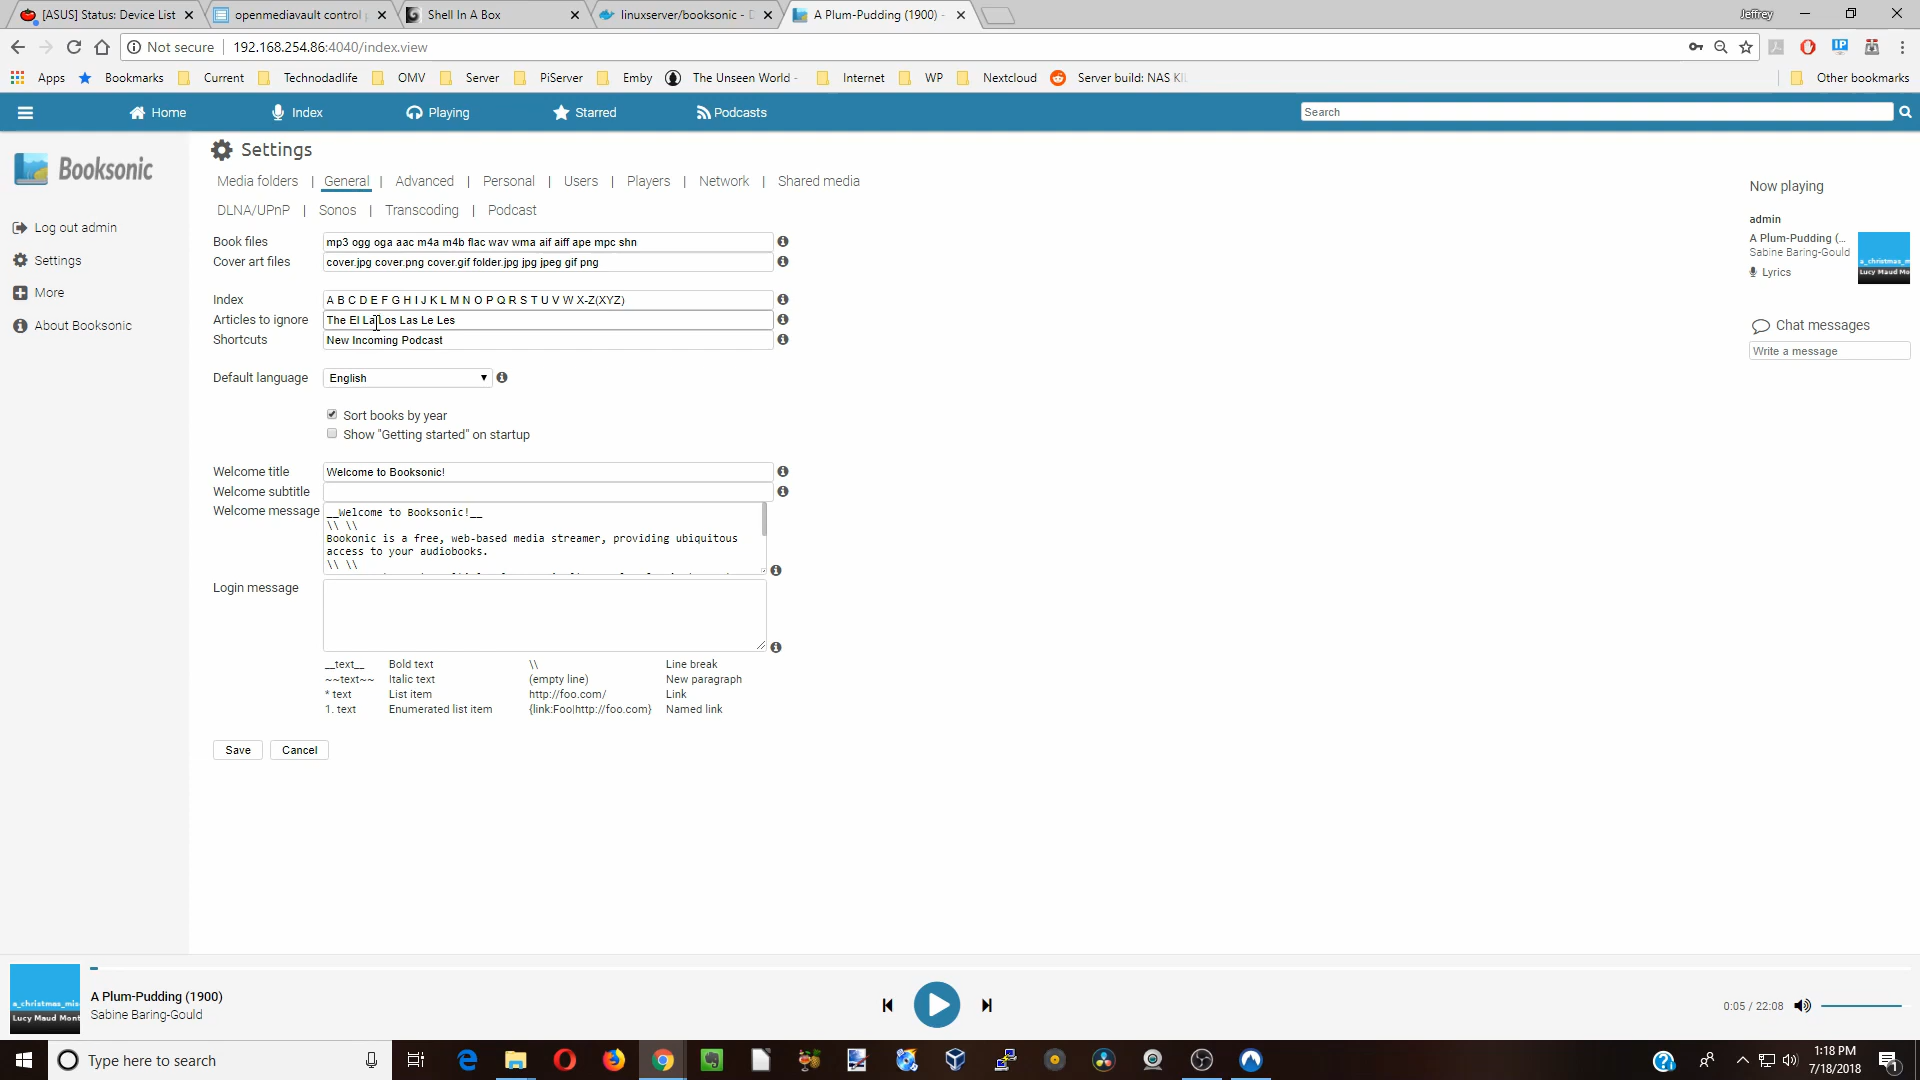 [ASUS] Status: Device List
openmediavault control
Shell In A Box
linuxserver/booksonic -
A Plum-Pudding (1900) -
Jeffrey
Not secure
192.168.254.86:4040/index.view
Apps
Bookmarks
Current
Technodadlife
OMV
Server
PiServer
Emby
The Unseen World -
Internet
WP
Nextcloud
Server build: NAS
Other bookmarks
Home
Index
Playing
Starred
Podcasts
Search
Booksonic
Log out admin
Settings
More
About Booksonic
Settings
Media folders | General | Advanced | Personal | Users | Players | Network | Shared media
DLNA/UPnP | Sonos | Transcoding | Podcast
Book files mp3 ogg oga aac m4a m4b flac wav wma aif aiff ape mpc shn
Cover art files cover.jpg cover.png cover.gif folder.jpg jpg jpeg gif png
Index A B C D E F G H I J K L M N O P Q R S T U V W X-Z(XYZ)
Articles to ignore The El La Los Las Le Les
Shortcuts New Incoming Podcast
Default language English
Sort books by year
Show "Getting started" on startup
Welcome title Welcome to Booksonic!
Welcome subtitle
Welcome message __Welcome to Booksonic!__
\\ \\
Bookonic is a free, web-based media streamer, providing ubiquitous
access to your audiobooks.
\\ \\
Login message
__text__ Bold text \\ Line break
~~text~~ Italic text (empty line) New paragraph
* text List item http://foo.com/ Link
1. text Enumerated list item {link:Foo|http://foo.com} Named link
Save Cancel
Now playing
admin
A Plum-Pudding (...
Sabine Baring-Gould
Lyrics
a_christmas_mis
Lucy Maud Mont
Chat messages
Write a message
a_christmas_mis
Lucy Maud Mont
A Plum-Pudding (1900)
Sabine Baring-Gould
0:05 / 22:08
Type here to search
1:18 PM
7/18/2018
1